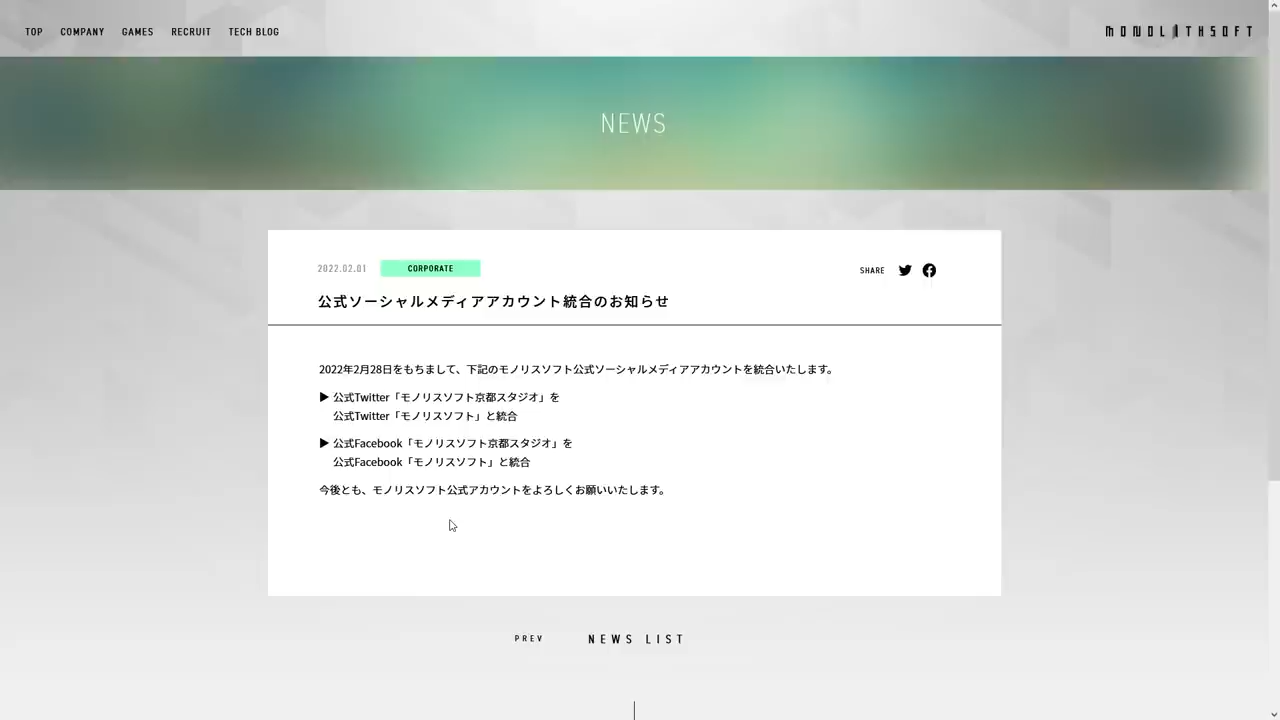 TOP COMPANY GAMES RECRUIT TECH BLOG
MONOLITHSOFT
NEWS
2022.02.01 CORPORATE
SHARE
公式ソーシャルメディアアカウント統合のお知らせ
2022年2月28日をもちまして、下記のモノリスソフト公式ソーシャルメディアアカウントを統合いたします。
▶ 公式Twitter「モノリスソフト京都スタジオ」を
公式Twitter「モノリスソフト」と統合
▶ 公式Facebook「モノリスソフト京都スタジオ」を
公式Facebook「モノリスソフト」と統合
今後とも、モノリスソフト公式アカウントをよろしくお願いいたします。
PREV NEWS LIST